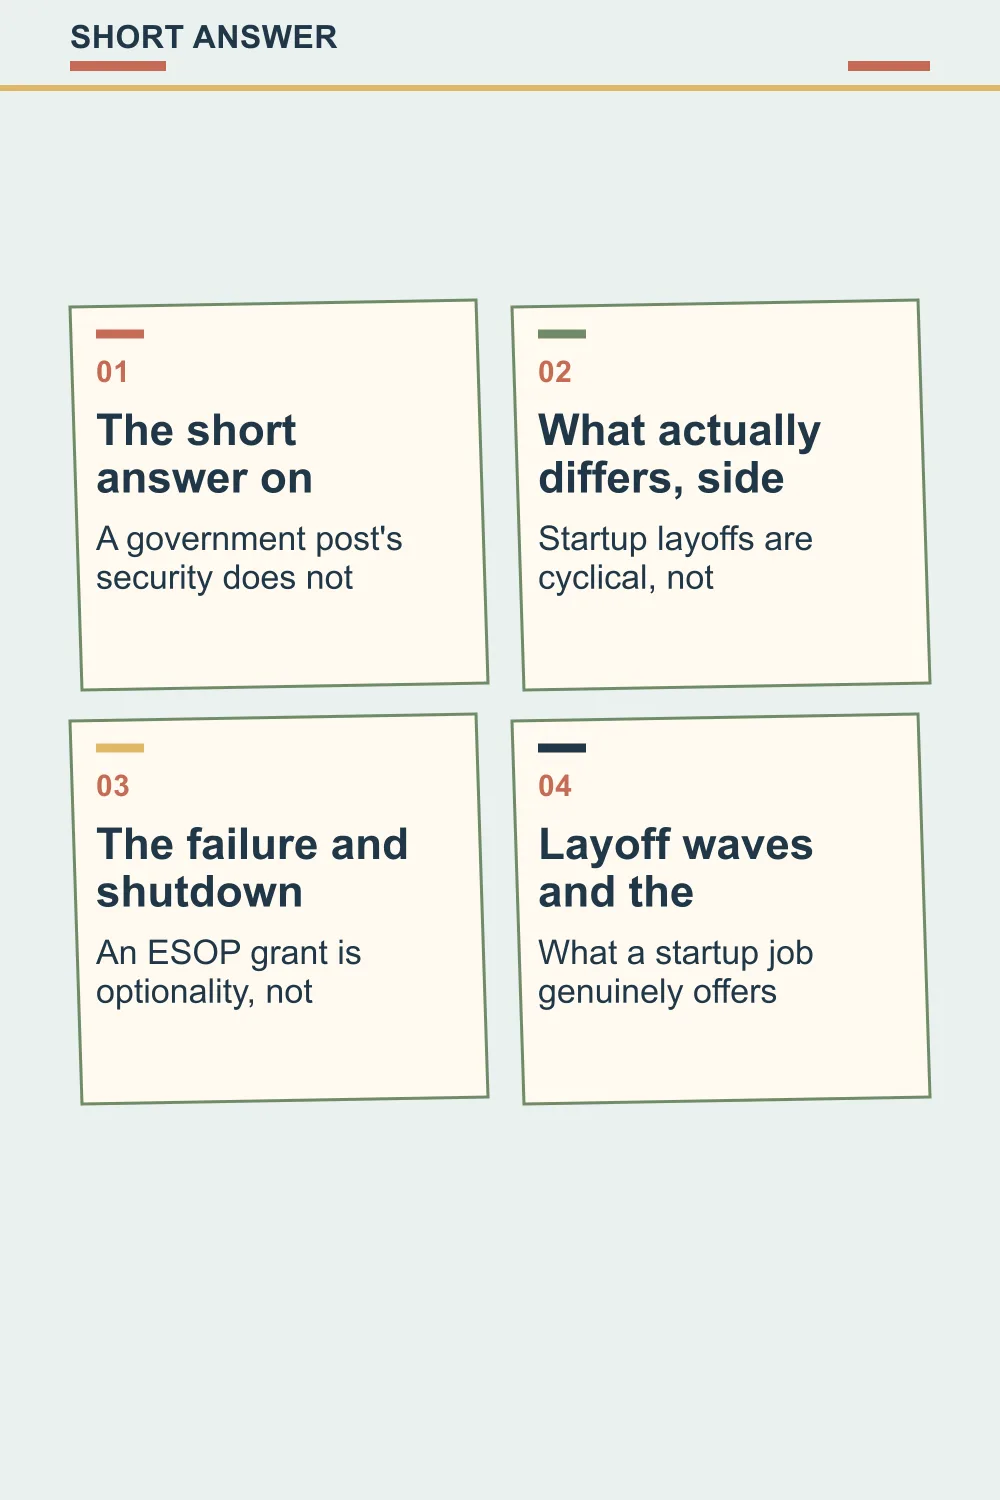 SHORT ANSWER
01
The short
answer on
A government post's
security does not
02
What actually
differs, side
Startup layoffs are
cyclical, not
03
The failure and
shutdown
An ESOP grant is
optionality, not
04
Layoff waves
and the
What a startup job
genuinely offers